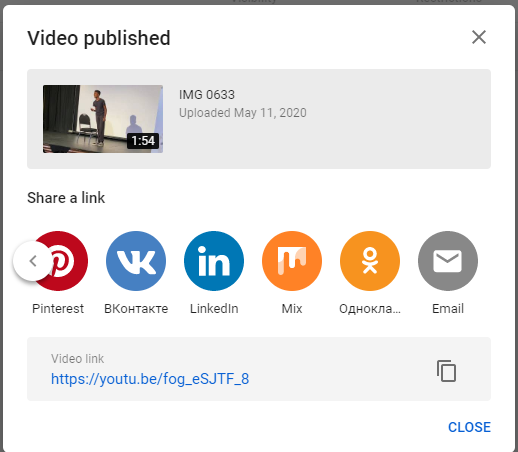 Video published
IMG 0633
Uploaded May 11, 2020
1:54
Share a link
Pinterest
ВКонтакте
LinkedIn
Mix
Однокла...
Email
Video link
https://youtu.be/fog_eSJTF_8
CLOSE